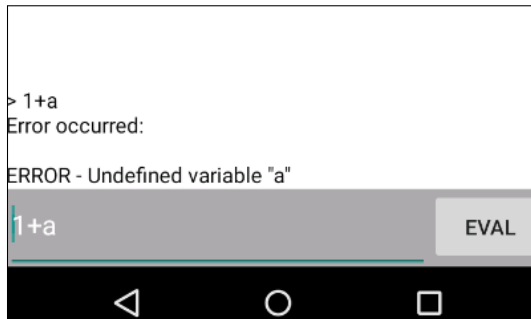 > 1+a
Error occurred:
ERROR - Undefined variable "a"
1+a
EVAL